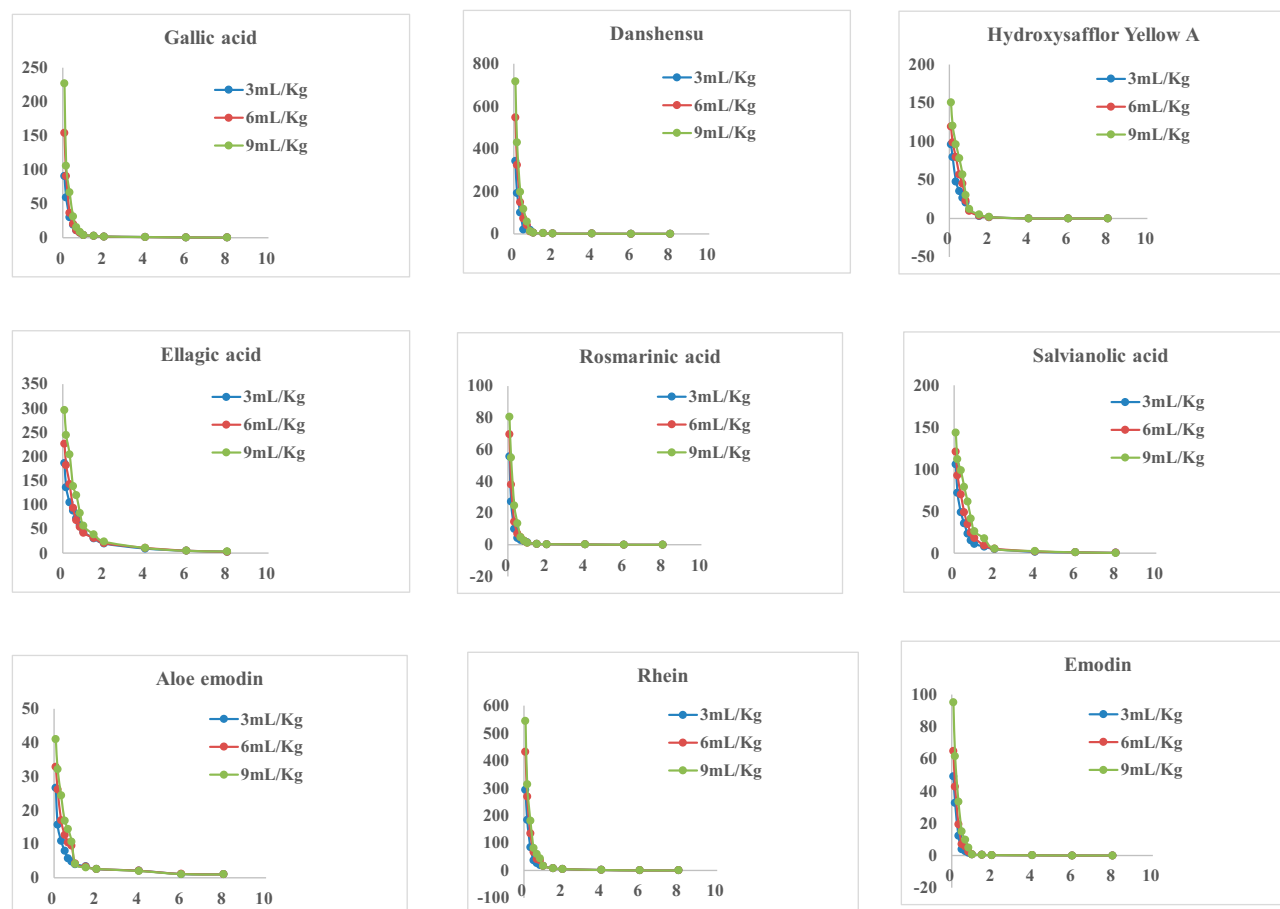 Gallic acid
250
200
150
100
50
0
0 2 4 6 8 10
3mL/Kg
6mL/Kg
9mL/Kg
Danshensu
800
600
400
200
0
0 2 4 6 8 10
3mL/Kg
6mL/Kg
9mL/Kg
Hydroxysafflor Yellow A
200
150
100
50
0
-50
0 2 4 6 8 10
3mL/Kg
6mL/Kg
9mL/Kg
Ellagic acid
350
300
250
200
150
100
50
0
0 2 4 6 8 10
3mL/Kg
6mL/Kg
9mL/Kg
Rosmarinic acid
100
80
60
40
20
0
-20
0 2 4 6 8 10
3mL/Kg
6mL/Kg
9mL/Kg
Salvianolic acid
200
150
100
50
0
0 2 4 6 8 10
3mL/Kg
6mL/Kg
9mL/Kg
Aloe emodin
50
40
30
20
10
0
0 2 4 6 8 10
3mL/Kg
6mL/Kg
9mL/Kg
Rhein
600
500
400
300
200
100
0
-100
0 2 4 6 8 10
3mL/Kg
6mL/Kg
9mL/Kg
Emodin
100
80
60
40
20
0
-20
0 2 4 6 8 10
3mL/Kg
6mL/Kg
9mL/Kg